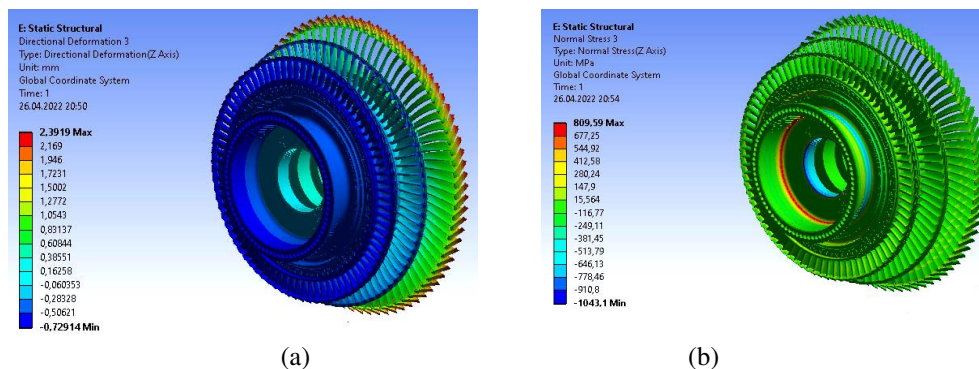 E: Static Structural
Directional Deformation 3
Type: Directional Deformation(Z Axis)
Unit: mm
Global Coordinate System
Time: 1
26.04.2022 20:50
2,3919 Max
2,169
1,946
1,7231
1,5002
1,2772
1,0543
0,83137
0,60844
0,38551
0,16258
-0,060353
-0,28328
-0,50621
-0,72914 Min
(a)
E: Static Structural
Normal Stress 3
Type: Normal Stress(Z Axis)
Unit: MPa
Global Coordinate System
Time: 1
26.04.2022 20:54
809,59 Max
677,25
544,92
412,58
280,24
147,9
15,564
-116,77
-249,11
-381,45
-513,79
-646,13
-778,46
-910,8
-1043,1 Min
(b)